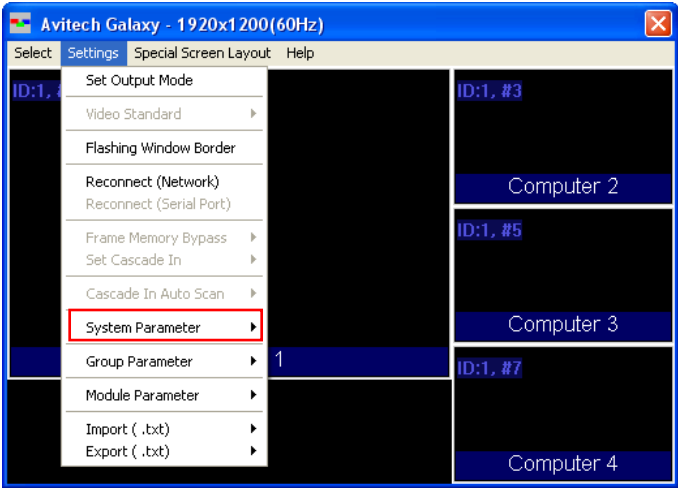 Avitech Galaxy - 1920x1200(60Hz)
Select Settings Special Screen Layout Help
Set Output Mode
Video Standard
Flashing Window Border
Reconnect (Network)
Reconnect (Serial Port)
Frame Memory Bypass
Set Cascade In
Cascade In Auto Scan
System Parameter
Group Parameter
Module Parameter
Import ( .txt)
Export ( .txt)
ID:1,
1
ID:1, #3
Computer 2
ID:1, #5
Computer 3
ID:1, #7
Computer 4